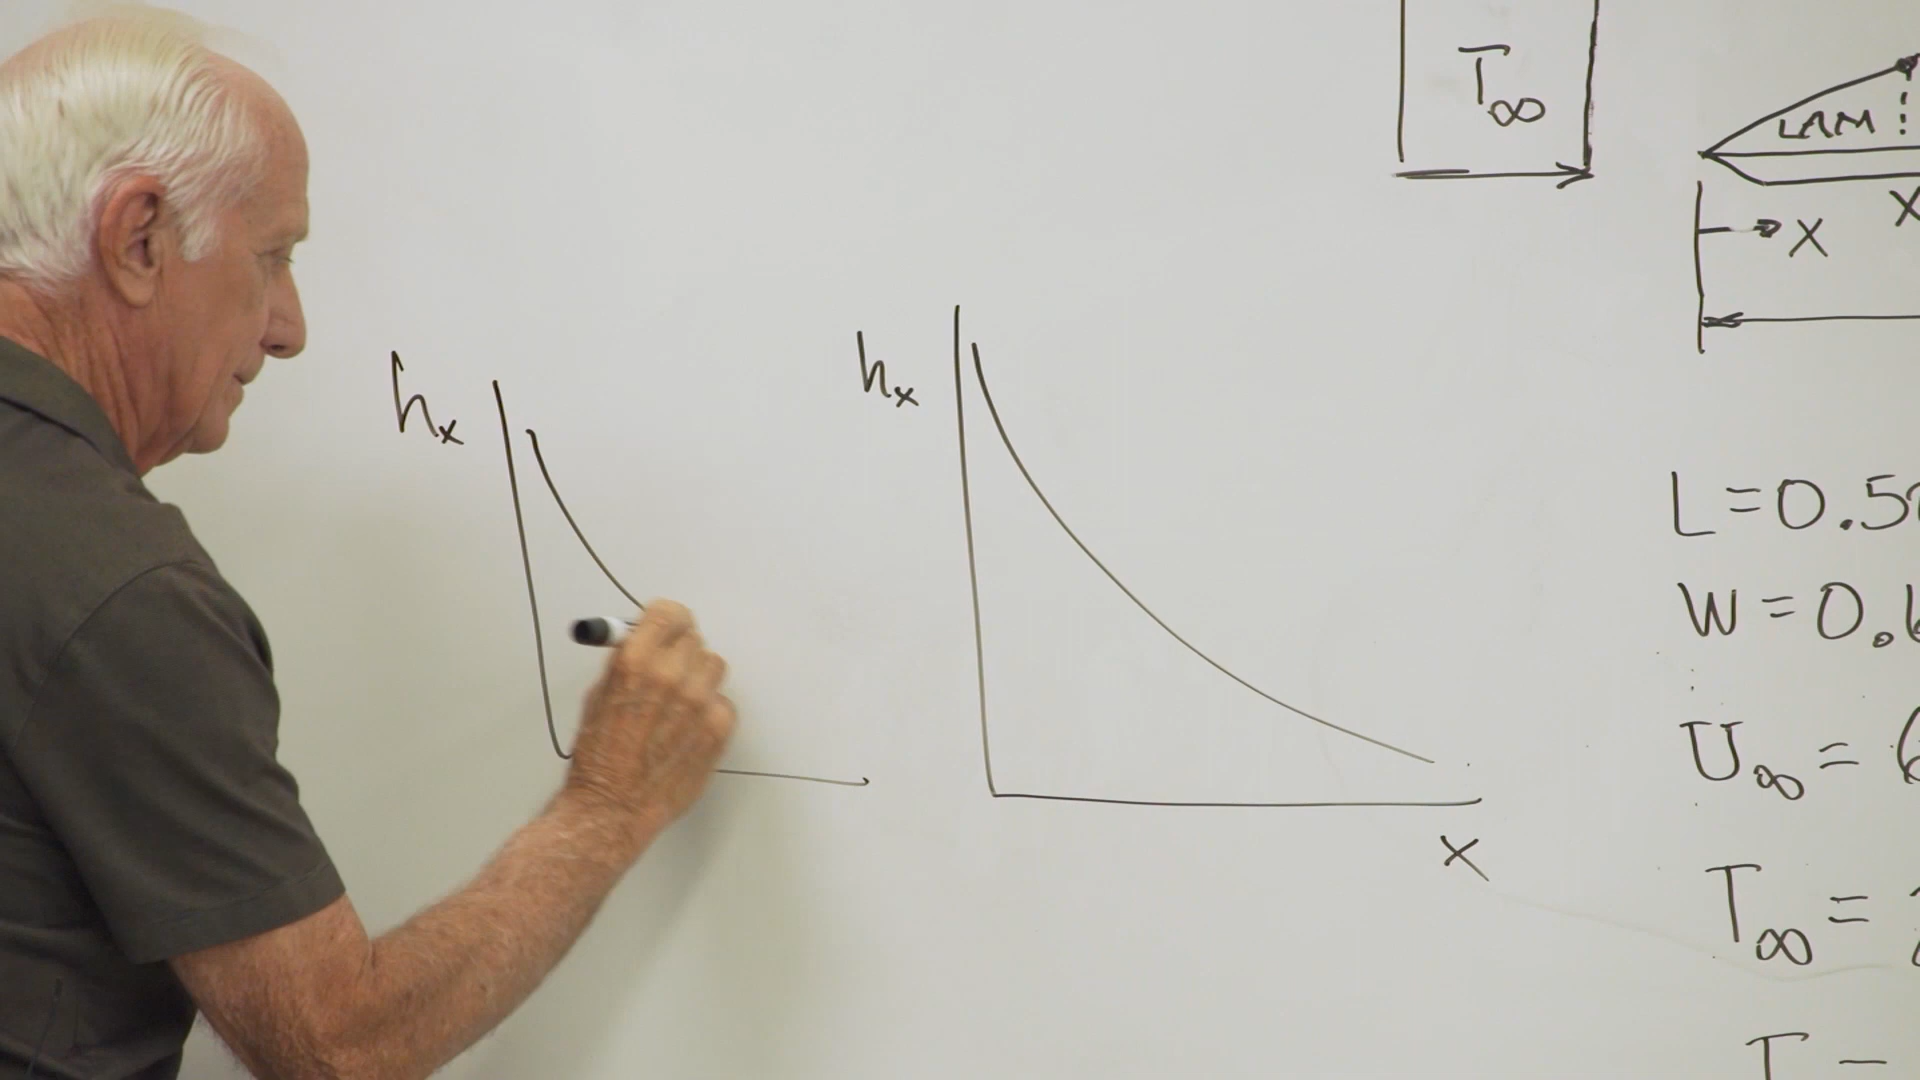 T∞
LAM
X
X
hx
hx
L=0.5
W=0.
U∞=
T∞=
X
T=